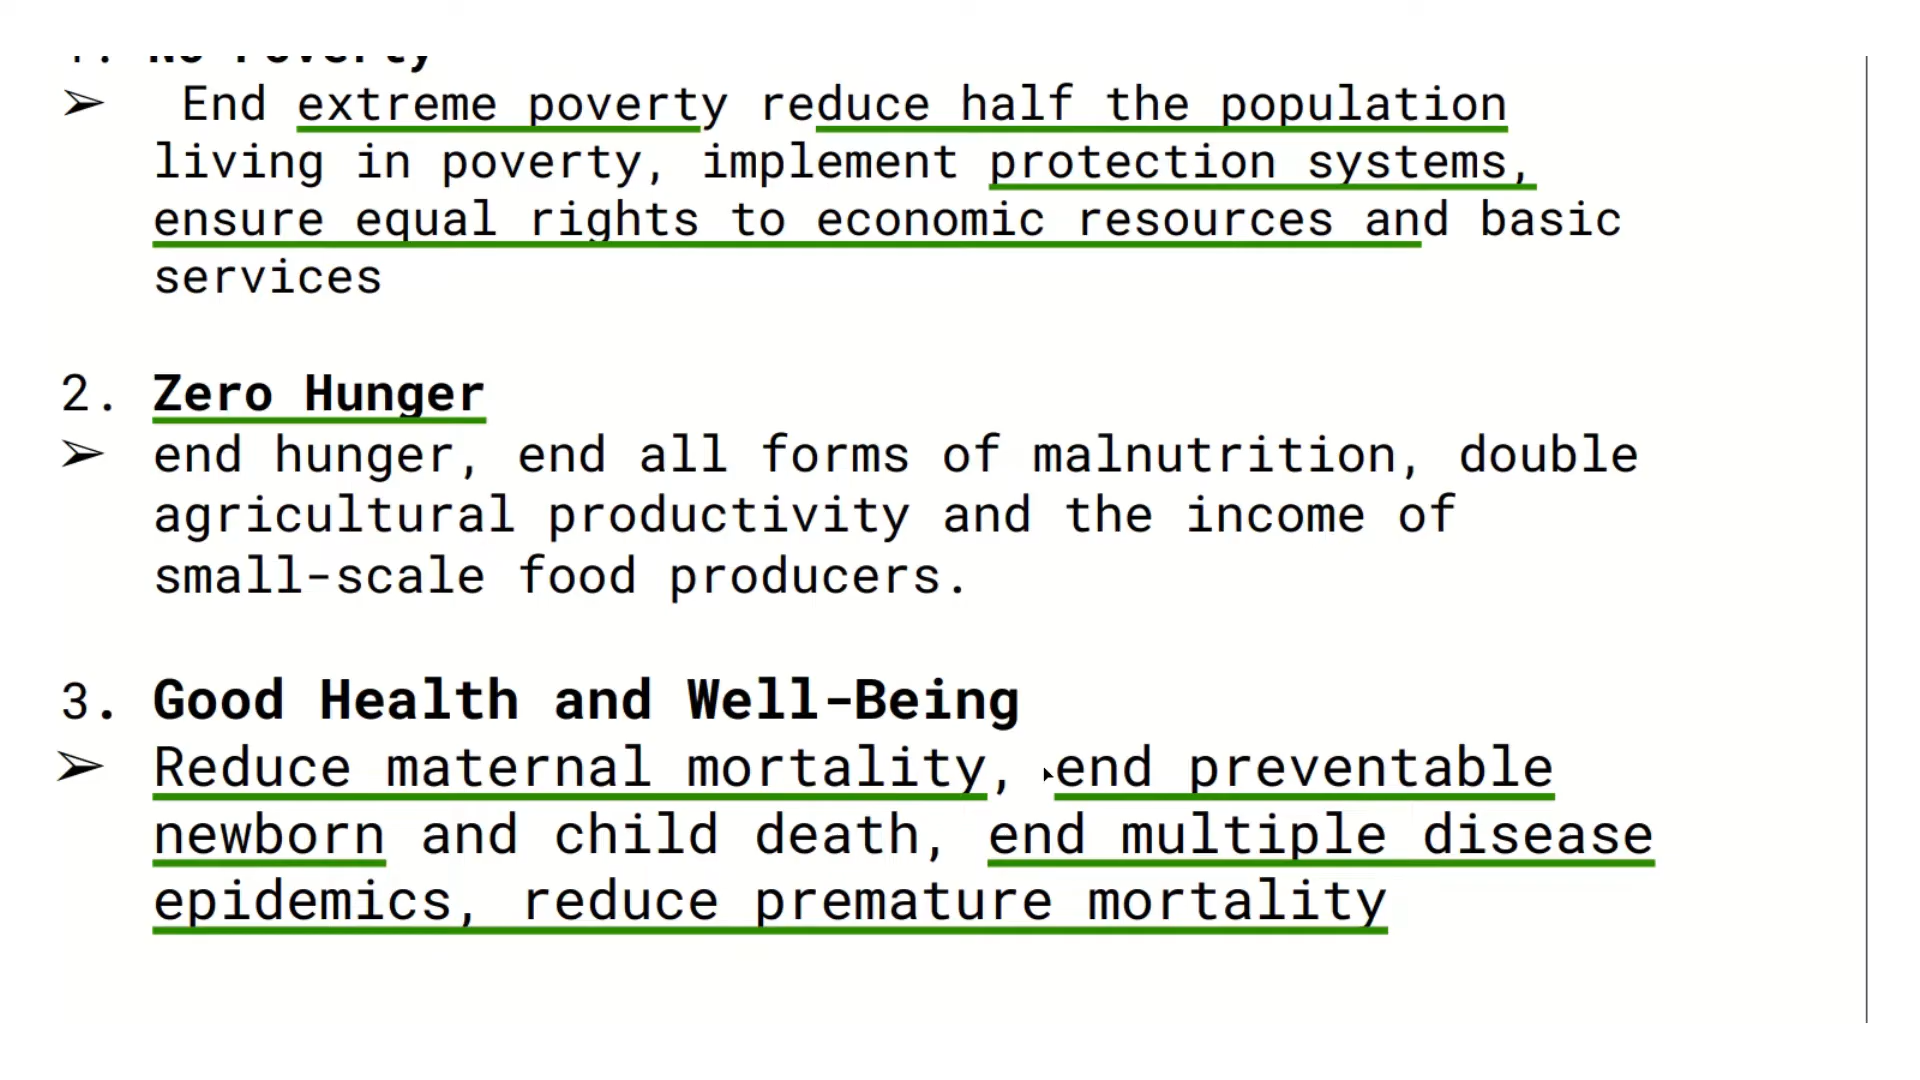 1. No Poverty
➢ End extreme poverty reduce half the population
living in poverty, implement protection systems,
ensure equal rights to economic resources and basic
services
2. Zero Hunger
➢ end hunger, end all forms of malnutrition, double
agricultural productivity and the income of
small-scale food producers.
3. Good Health and Well-Being
➢ Reduce maternal mortality, end preventable
newborn and child death, end multiple disease
epidemics, reduce premature mortality